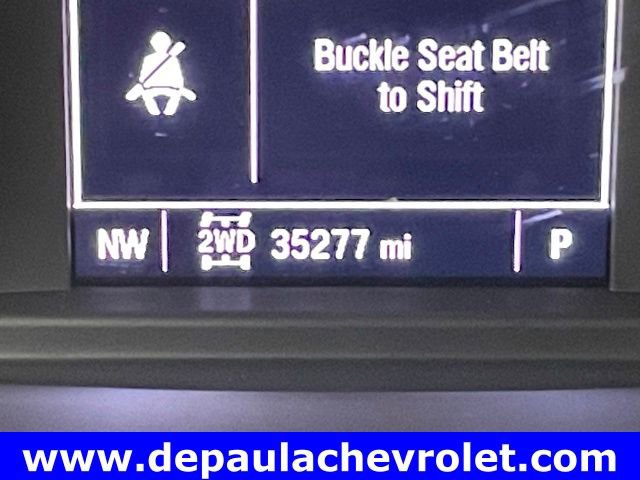 Buckle Seat Belt
to Shift
NW 2WD 35277 mi P
www.depaulachevrolet.com